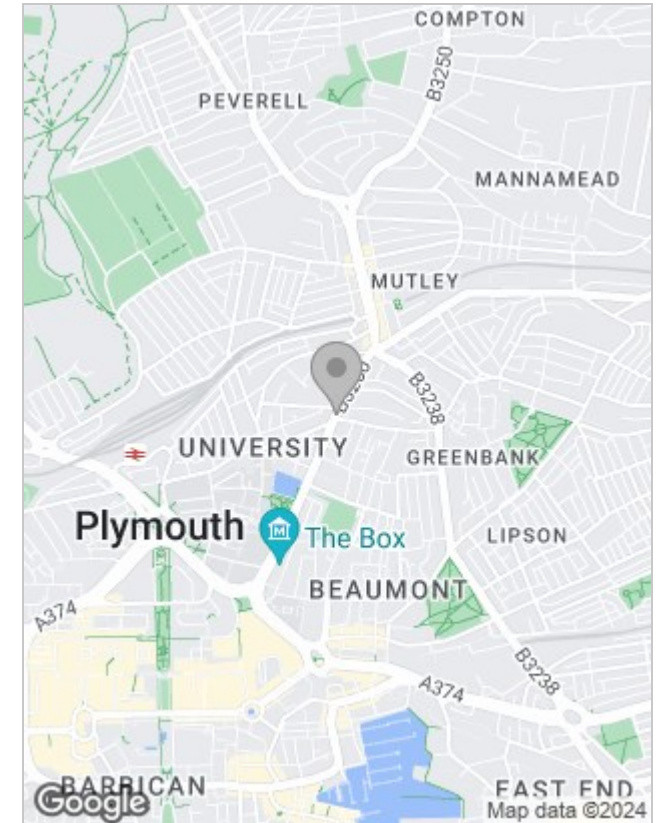 COMPTON
B3250
PEVERELL
MANNAMEAD
MUTLEY
B3250
B3238
UNIVERSITY
GREENBANK
Plymouth
The Box
LIPSON
BEAUMONT
A374
B3238
A374
BARBICAN
EAST END
Google
Map data ©2024